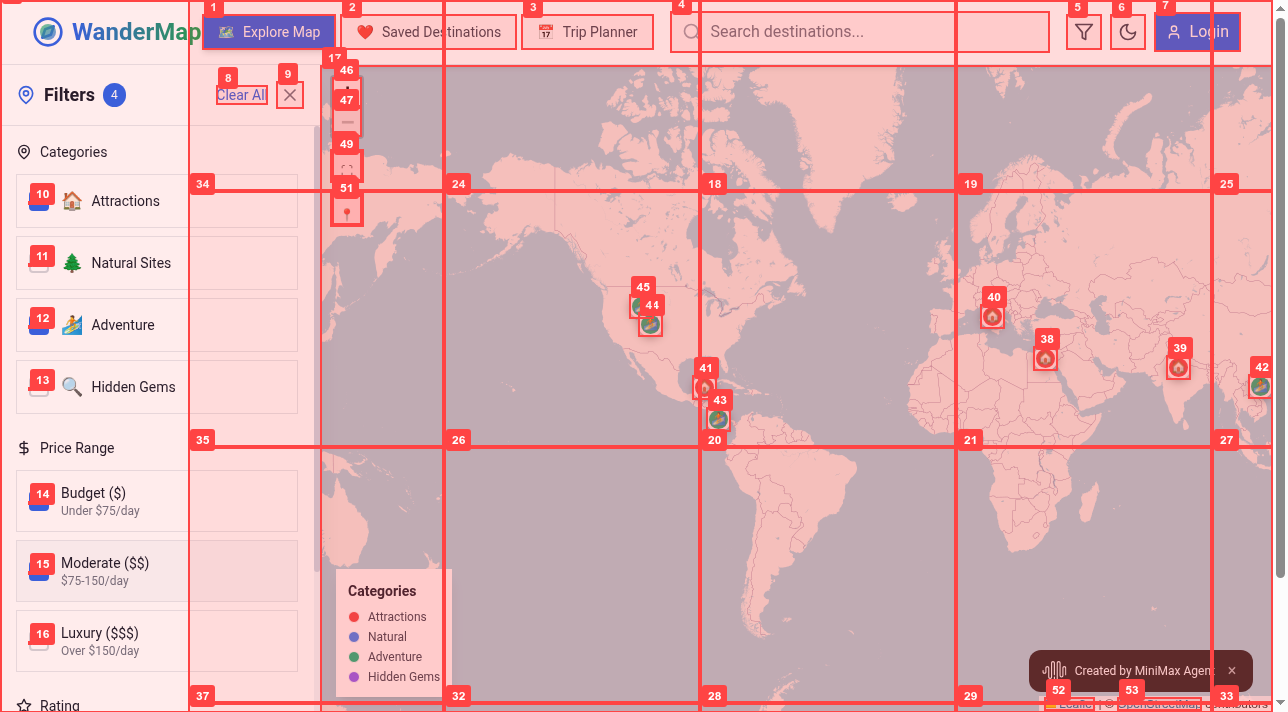 WanderMap
1
Explore Map
2
Saved Destinations
3
Trip Planner
4
Search destinations...
5
6
7
Login
17
Filters
4
8
Clear All
9
46
47
49
51
Categories
10
Attractions
11
Natural Sites
12
Adventure
13
Hidden Gems
Price Range
14
Budget ($)
Under $75/day
15
Moderate ($$)
$75-150/day
16
Luxury ($$$)
Over $150/day
Rating
34
24
18
19
25
45
44
40
38
39
41
42
43
35
26
20
21
27
Categories
Attractions
Natural
Adventure
Hidden Gems
Created by MiniMax Agent
37
32
28
29
52
53
33
Leaflet | © OpenStreetMap contributors